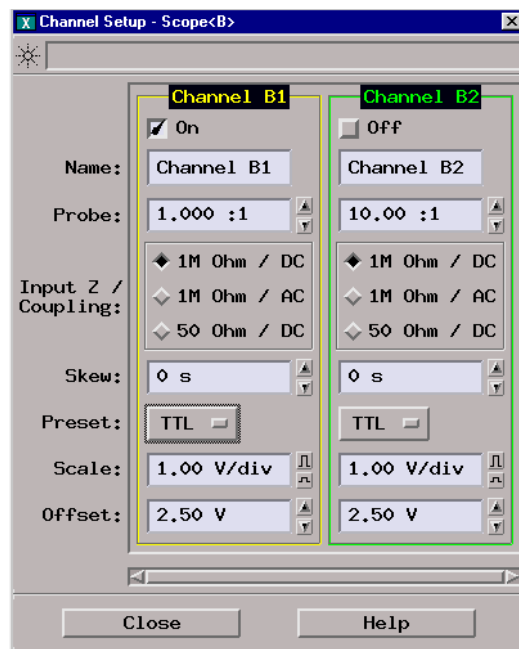 X Channel Setup - Scope<B>
Channel B1 Channel B2
On Off
Name: Channel B1 Channel B2
Probe: 1.000 :1 10.00 :1
1M Ohm / DC 1M Ohm / DC
Input Z / Coupling: 1M Ohm / AC 1M Ohm / AC
50 Ohm / DC 50 Ohm / DC
Skew: 0 s 0 s
Preset: TTL TTL
Scale: 1.00 V/div 1.00 V/div
Offset: 2.50 V 2.50 V
Close Help